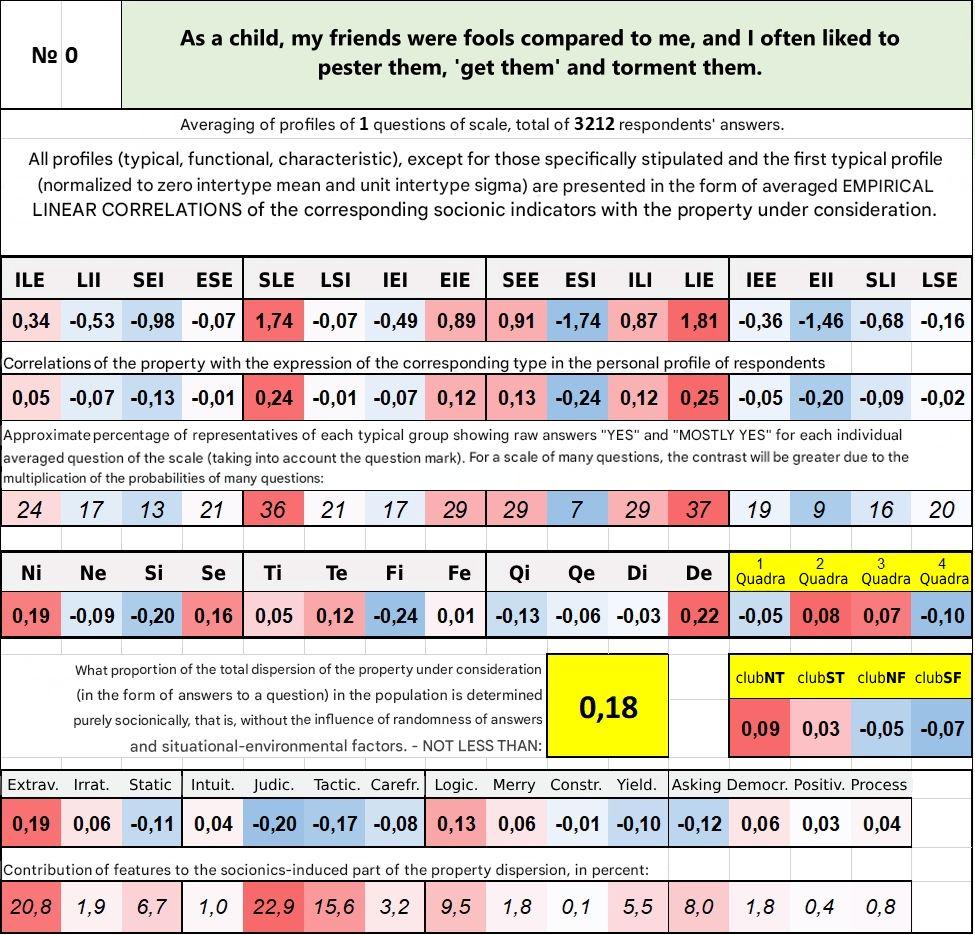 № 0
As a child, my friends were fools compared to me, and I often liked to
pester them, 'get them' and torment them.
Averaging of profiles of 1 questions of scale, total of 3212 respondents' answers.
All profiles (typical, functional, characteristic), except for those specifically stipulated and the first typical profile
(normalized to zero intertype mean and unit intertype sigma) are presented in the form of averaged EMPIRICAL
LINEAR CORRELATIONS of the corresponding socionic indicators with the property under consideration.
ILE LII SEI ESE SLE LSI IEI EIE SEE ESI ILI LIE IEE EII SLI LSE
0,34 -0,53 -0,98 -0,07 1,74 -0,07 -0,49 0,89 0,91 -1,74 0,87 1,81 -0,36 -1,46 -0,68 -0,16
Correlations of the property with the expression of the corresponding type in the personal profile of respondents
0,05 -0,07 -0,13 -0,01 0,24 -0,01 -0,07 0,12 0,13 -0,24 0,12 0,25 -0,05 -0,20 -0,09 -0,02
Approximate percentage of representatives of each typical group showing raw answers "YES" and "MOSTLY YES" for each individual
averaged question of the scale (taking into account the question mark). For a scale of many questions, the contrast will be greater due to the
multiplication of the probabilities of many questions:
24 17 13 21 36 21 17 29 29 7 29 37 19 9 16 20
Ni Ne Si Se Ti Te Fi Fe Qi Qe Di De 1 Quadra 2 Quadra 3 Quadra 4 Quadra
0,19 -0,09 -0,20 0,16 0,05 0,12 -0,24 0,01 -0,13 -0,06 -0,03 0,22 -0,05 0,08 0,07 -0,10
What proportion of the total dispersion of the property under consideration
(in the form of answers to a question) in the population is determined
purely socionically, that is, without the influence of randomness of answers
and situational-environmental factors. - NOT LESS THAN:
0,18
clubNT clubST clubNF clubSF
0,09 0,03 -0,05 -0,07
Extrav. Irrat. Static Intuit. Judic. Tactic. Carefr. Logic. Merry Constr. Yield. Asking Democr. Positiv. Process
0,19 0,06 -0,11 0,04 -0,20 -0,17 -0,08 0,13 0,06 -0,01 -0,10 -0,12 0,06 0,03 0,04
Contribution of features to the socionics-induced part of the property dispersion, in percent:
20,8 1,9 6,7 1,0 22,9 15,6 3,2 9,5 1,8 0,1 5,5 8,0 1,8 0,4 0,8